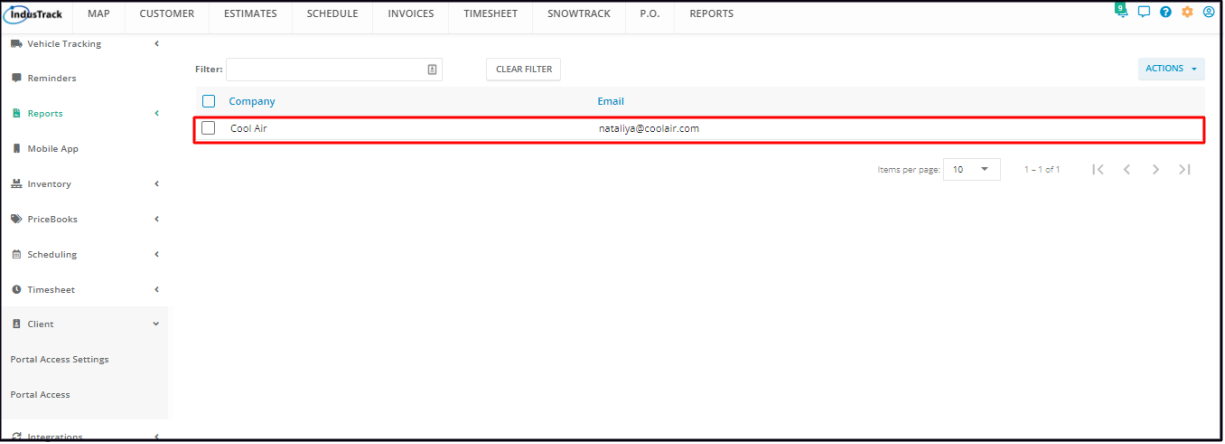 IndusTrack MAP CUSTOMER ESTIMATES SCHEDULE INVOICES TIMESHEET SNOWTRACK P.O. REPORTS 9
Vehicle Tracking
Filter: CLEAR FILTER ACTIONS
Reminders
Company Email
Reports
Cool Air nataliya@coolair.com
Mobile App
Items per page: 10 1 – 1 of 1
Inventory
PriceBooks
Scheduling
Timesheet
Client
Portal Access Settings
Portal Access
Integrations